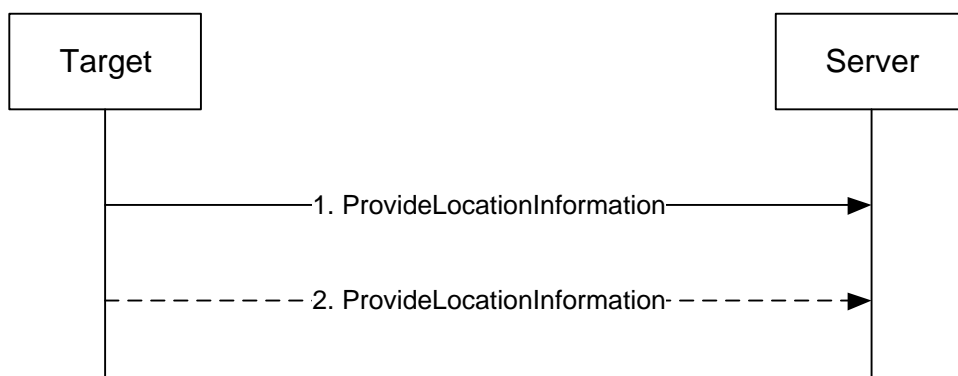 Target
Server
1. ProvideLocationInformation
2. ProvideLocationInformation